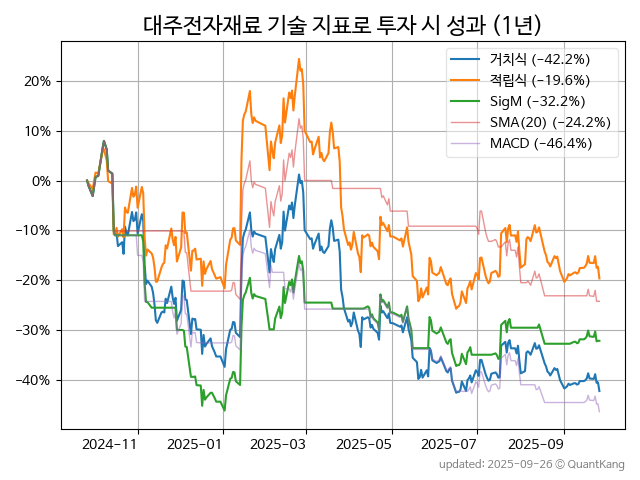 대주전자재료 기술 지표로 투자 시 성과 (1년)
거치식 (−42.2%)
적립식 (−19.6%)
SigM (−32.2%)
SMA(20) (−24.2%)
MACD (−46.4%)
20%
10%
0%
−10%
−20%
−30%
−40%
2024−11 2025−01 2025−03 2025−05 2025−07 2025−09
updated: 2025−09−26 © QuantKang